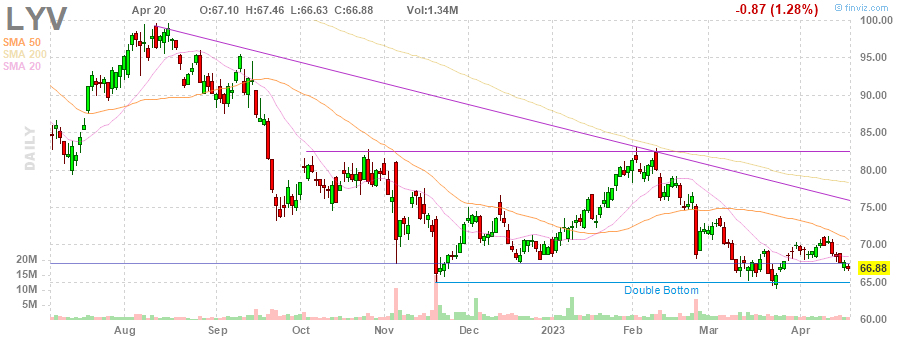 LYV
Apr 20 O:67.10 H:67.46 L:66.63 C:66.88 Vol:1.34M
-0.87 (1.28%)
finviz.com
SMA 50
SMA 200
SMA 20
DAILY
100.00
95.00
90.00
85.00
80.00
75.00
70.00
66.88
65.00
60.00
20M
15M
10M
5M
Double Bottom
Aug Sep Oct Nov Dec 2023 Feb Mar Apr